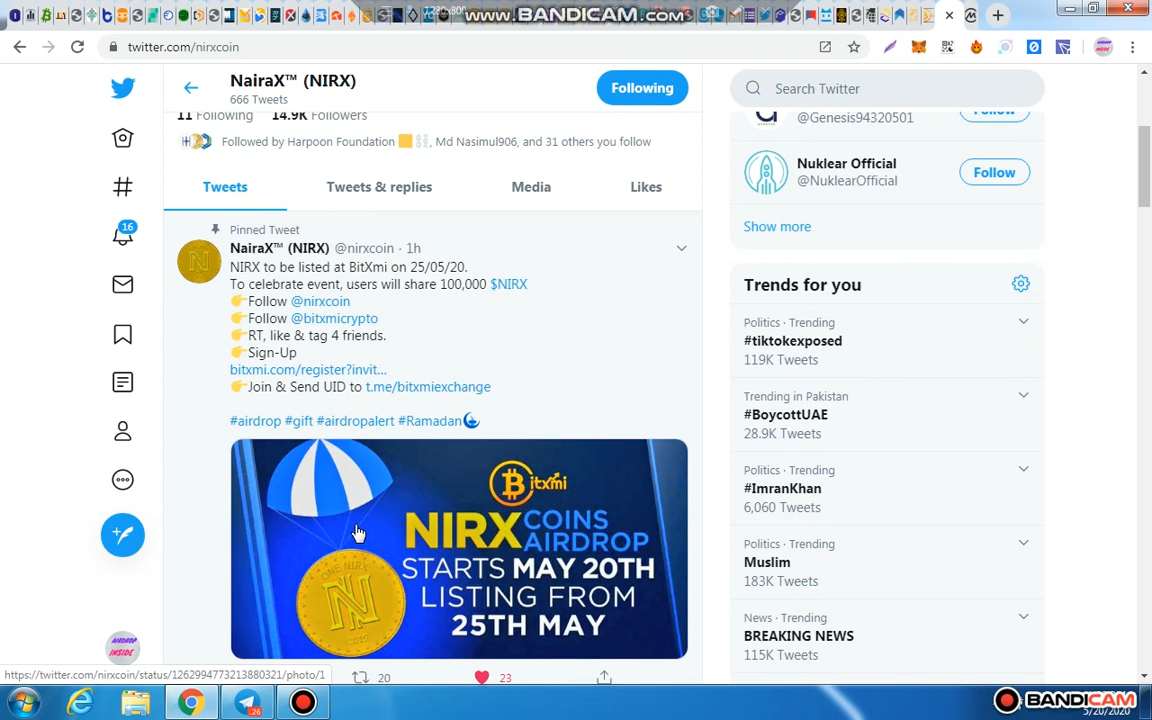 1280x800
www.BANDICAM.com
twitter.com/nirxcoin
NairaX™ (NIRX)
666 Tweets
Following
Search Twitter
11 Following 14.9K Followers
Followed by Harpoon Foundation, Md Nasimul906, and 31 others you follow
@Genesis94320501
Follow
Nuklear Official
@NuklearOfficial
Follow
Show more
Tweets
Tweets & replies
Media
Likes
Pinned Tweet
NairaX™ (NIRX) @nirxcoin · 1h
NIRX to be listed at BitXmi on 25/05/20.
To celebrate event, users will share 100,000 $NIRX
👉Follow @nirxcoin
👉Follow @bitxmicrypto
👉RT, like & tag 4 friends.
👉Sign-Up
bitxmi.com/register?invit...
👉Join & Send UID to t.me/bitxmiexchange
#airdrop #gift #airdropalert #Ramadan
Bitxmi
NIRX COINS AIRDROP
STARTS MAY 20TH
LISTING FROM
25TH MAY
ONE NIRX
2019
20
23
Trends for you
Politics · Trending
#tiktokexposed
119K Tweets
Trending in Pakistan
#BoycottUAE
28.9K Tweets
Politics · Trending
#ImranKhan
6,060 Tweets
Politics · Trending
Muslim
183K Tweets
News · Trending
BREAKING NEWS
115K Tweets
16
AIRDROP
INSIDE
https://twitter.com/nirxcoin/status/1262994773213880321/photo/1
26
BANDICAM
5/20/2020